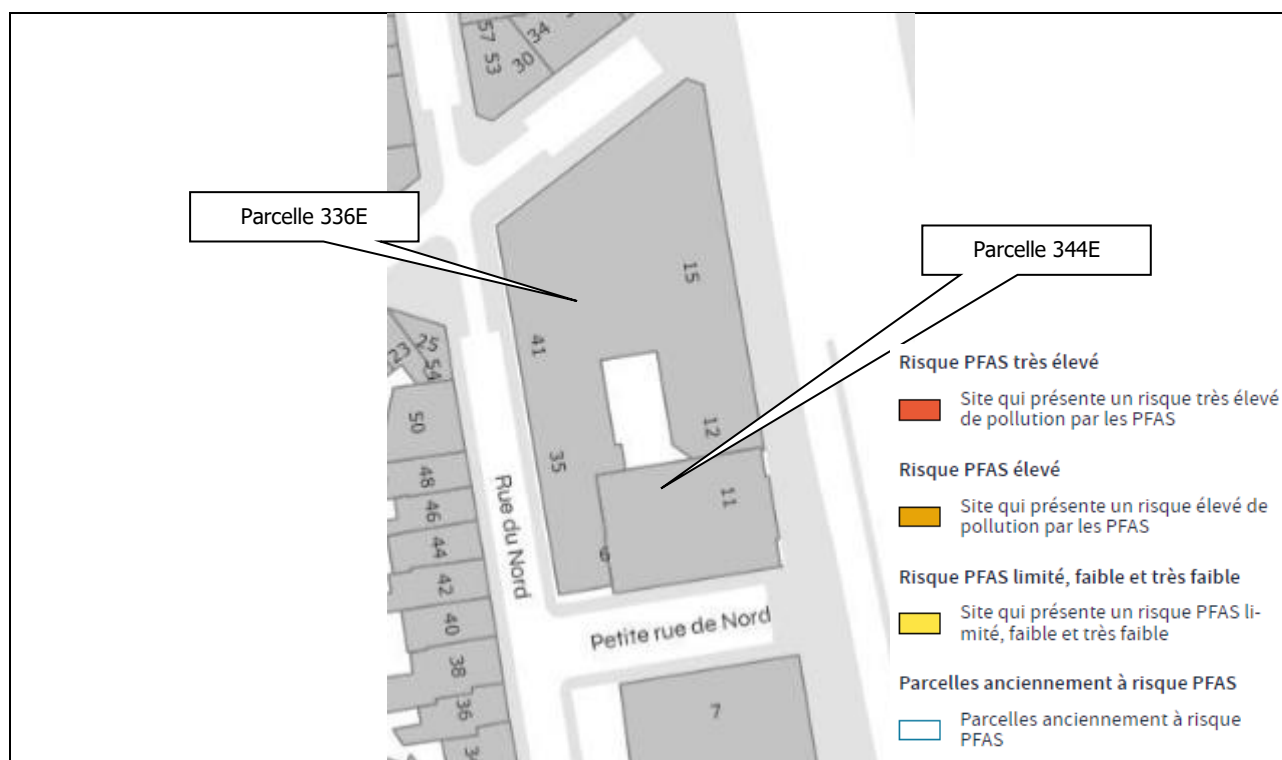 57
53
34
30
Parcelle 336E
Parcelle 344E
15
41
23
25
54
50
12
35
11
48
46
44
42
40
38
36
Rue du Nord
Petite rue de Nord
7
Risque PFAS très élevé
Site qui présente un risque très élevé
de pollution par les PFAS
Risque PFAS élevé
Site qui présente un risque élevé de
pollution par les PFAS
Risque PFAS limité, faible et très faible
Site qui présente un risque PFAS li-
mité, faible et très faible
Parcelles anciennement à risque PFAS
Parcelles anciennement à risque
PFAS